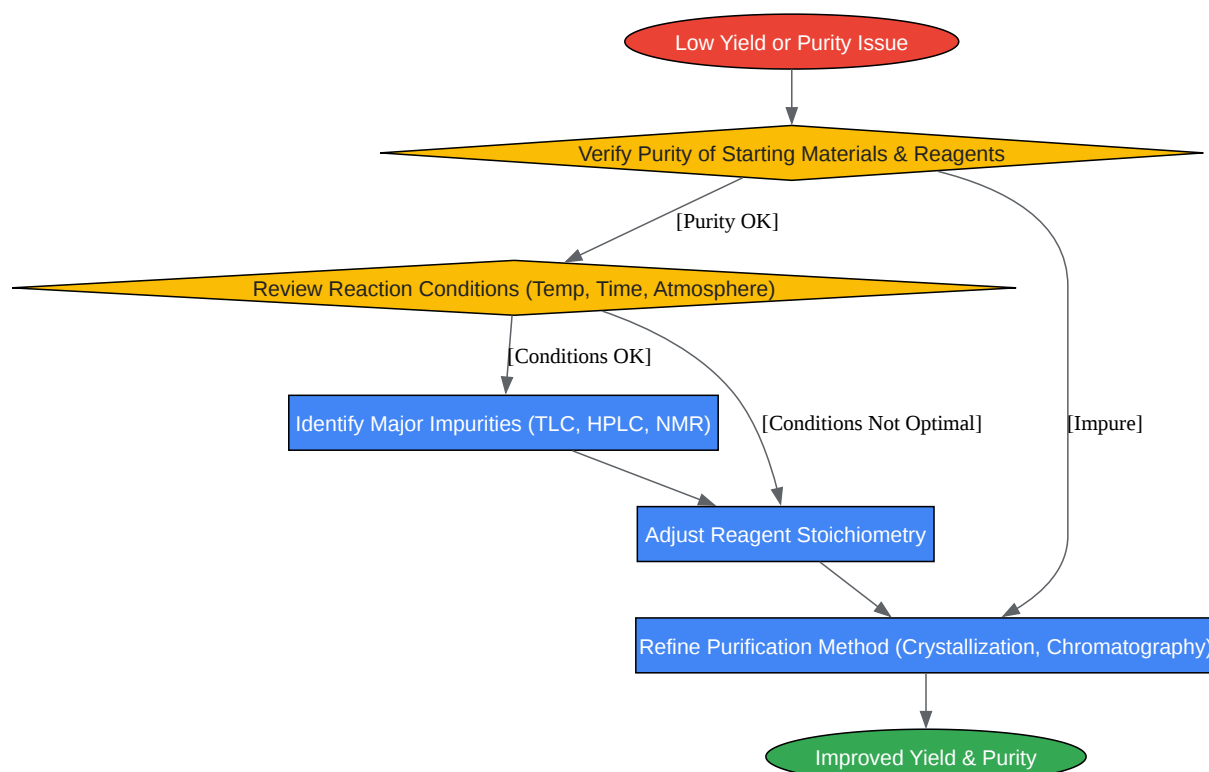 Low Yield or Purity Issue
Verify Purity of Starting Materials & Reagents
[Purity OK]
Review Reaction Conditions (Temp, Time, Atmosphere)
[Conditions OK]
Identify Major Impurities (TLC, HPLC, NMR)
[Conditions Not Optimal]
[Impure]
Adjust Reagent Stoichiometry
Refine Purification Method (Crystallization, Chromatography)
Improved Yield & Purity